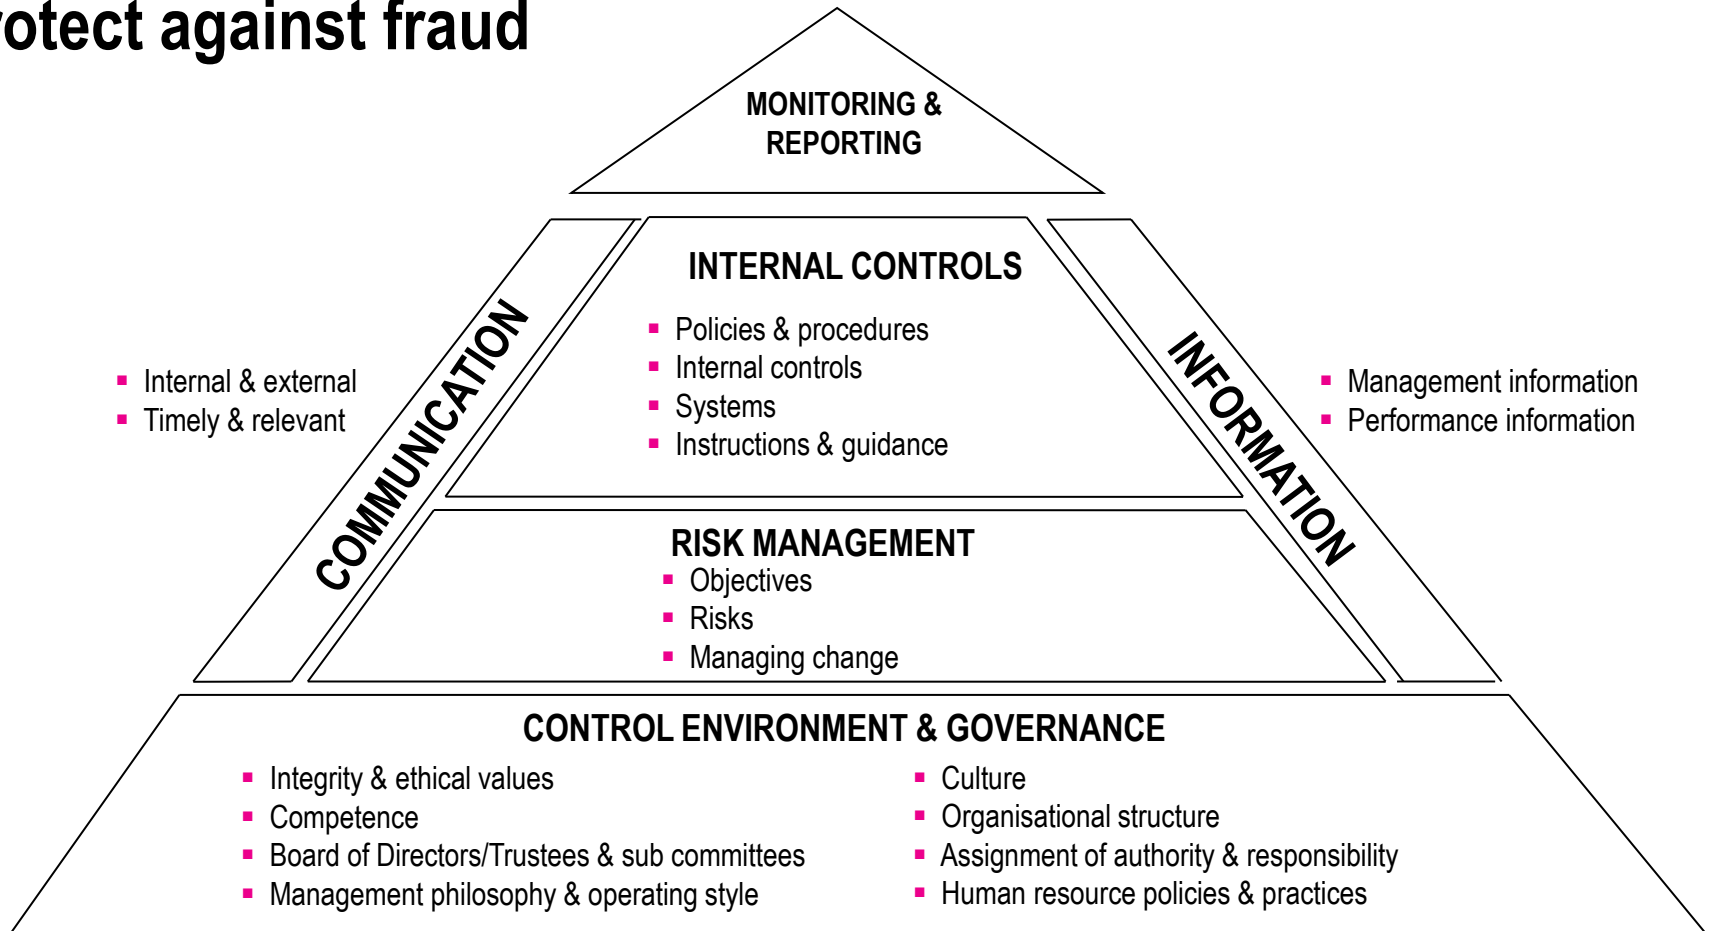 rotect against fraud
MONITORING &
REPORTING
COMMUNICATION
▪ Internal & external
▪ Timely & relevant
INTERNAL CONTROLS
▪ Policies & procedures
▪ Internal controls
▪ Systems
▪ Instructions & guidance
INFORMATION
▪ Management information
▪ Performance information
RISK MANAGEMENT
▪ Objectives
▪ Risks
▪ Managing change
CONTROL ENVIRONMENT & GOVERNANCE
▪ Integrity & ethical values
▪ Competence
▪ Board of Directors/Trustees & sub committees
▪ Management philosophy & operating style
▪ Culture
▪ Organisational structure
▪ Assignment of authority & responsibility
▪ Human resource policies & practices